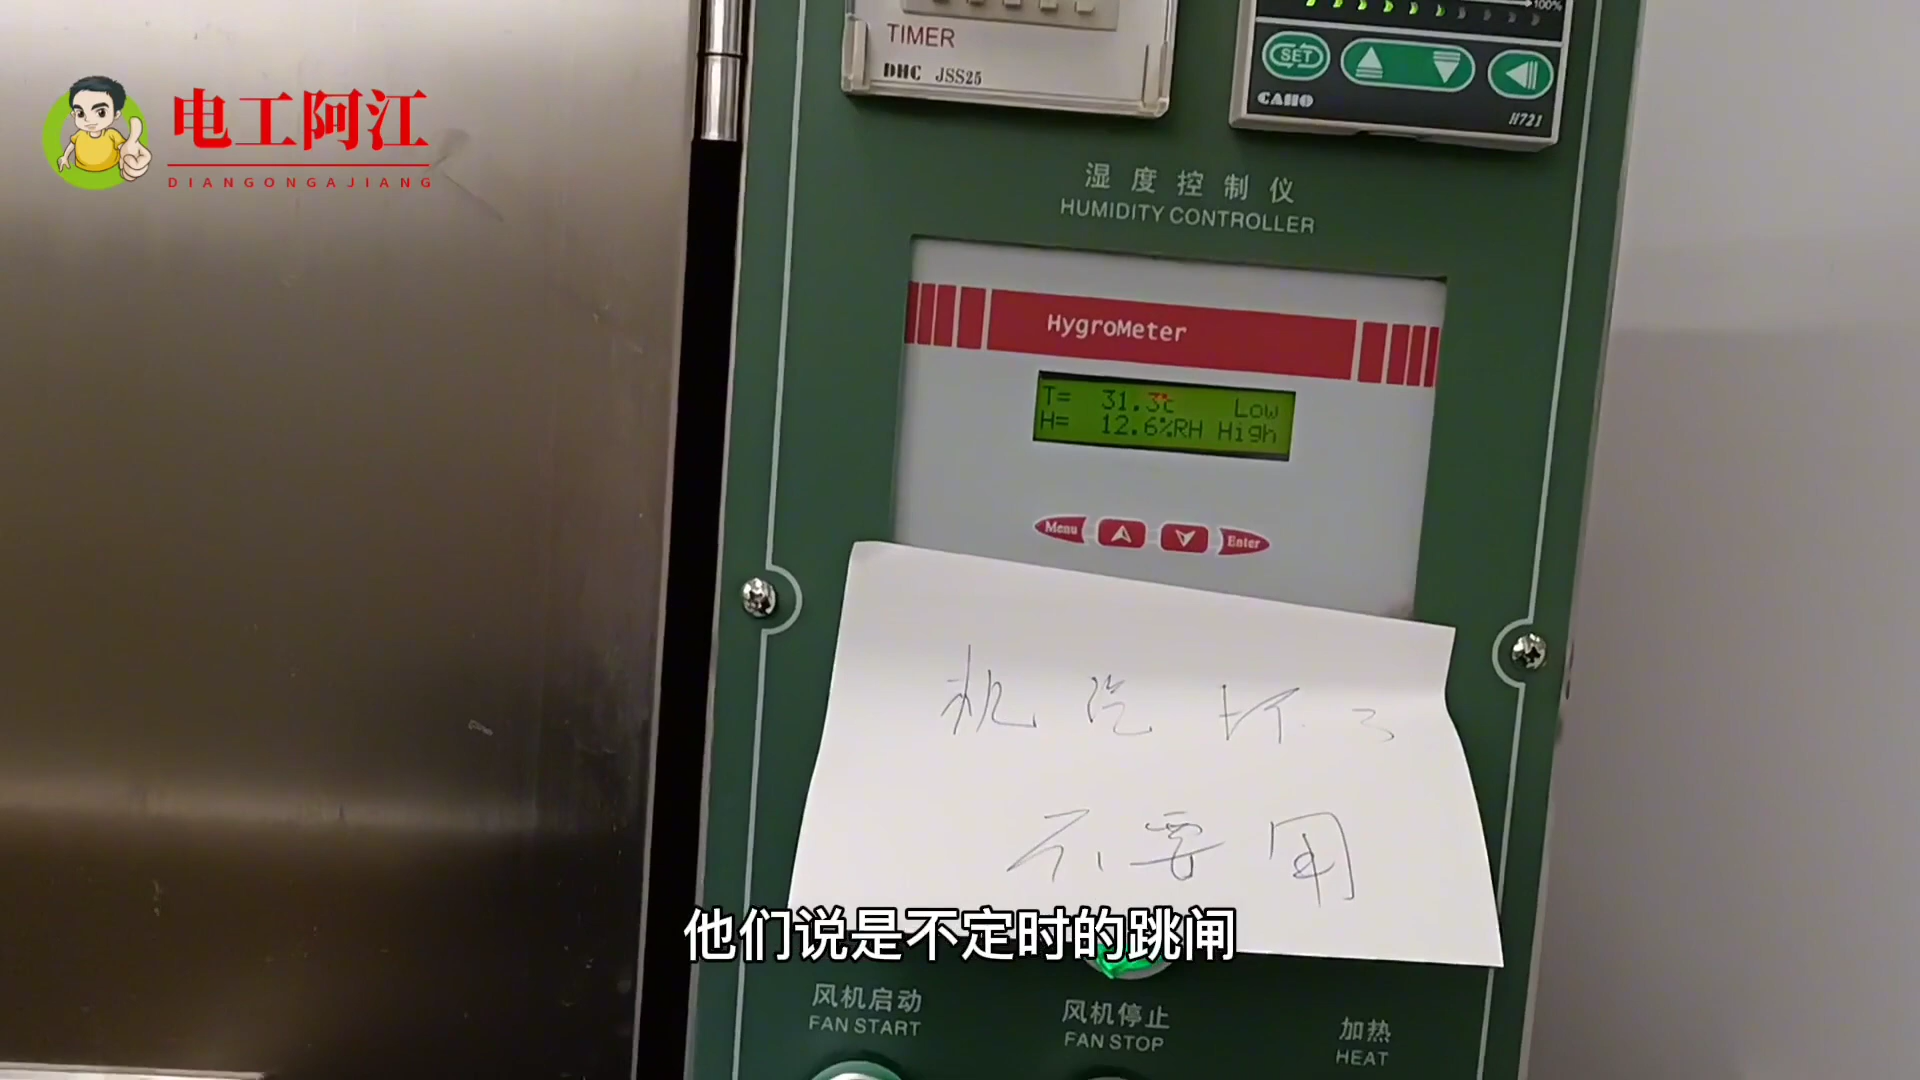 电工阿江
DIANGONGAJIANG
TIMER
DHC JSS25
100%
SET
CAHO
H721
湿度控制仪
HUMIDITY CONTROLLER
HygroMeter
T= 31.3℃ Low
H= 12.6%RH High
Menu
Enter
机汽坏了
不要用
他们说是不定时的跳闸
风机启动
FAN START
风机停止
FAN STOP
加热
HEAT